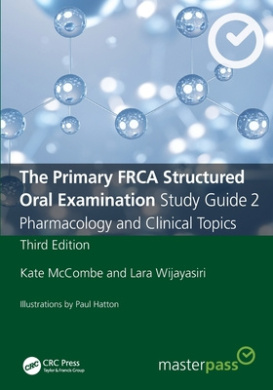 The Primary FRCA Structured
Oral Examination Study Guide 2
Pharmacology and Clinical Topics
Third Edition
Kate McCombe and Lara Wijayasiri
Illustrations by Paul Hatton
CRC
CRC Press
Taylor & Francis Group
masterpass